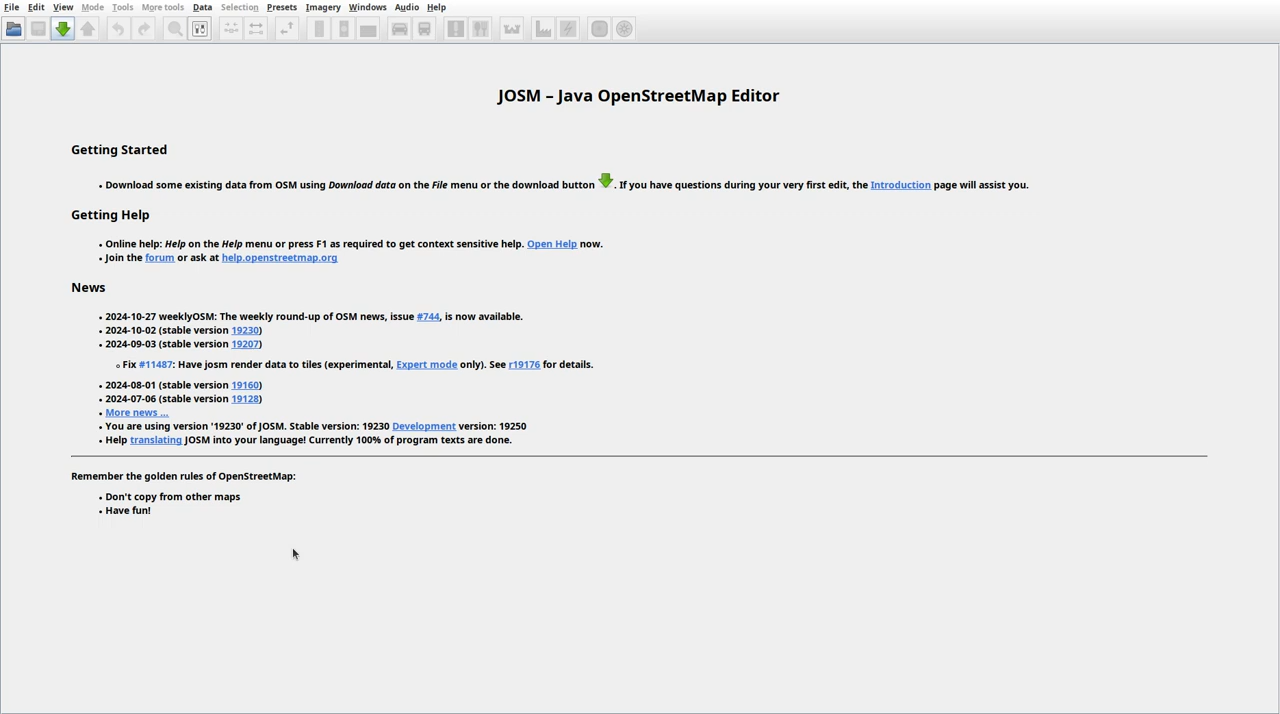 File Edit View Mode Tools More tools Data Selection Presets Imagery Windows Audio Help
JOSM – Java OpenStreetMap Editor
Getting Started
• Download some existing data from OSM using Download data on the File menu or the download button . If you have questions during your very first edit, the Introduction page will assist you.
Getting Help
• Online help: Help on the Help menu or press F1 as required to get context sensitive help. Open Help now.
• Join the forum or ask at help.openstreetmap.org
News
• 2024-10-27 weeklyOSM: The weekly round-up of OSM news, issue #744, is now available.
• 2024-10-02 (stable version 19230)
• 2024-09-03 (stable version 19207)
◦ Fix #11487: Have josm render data to tiles (experimental, Expert mode only). See r19176 for details.
• 2024-08-01 (stable version 19160)
• 2024-07-06 (stable version 19128)
• More news ...
• You are using version '19230' of JOSM. Stable version: 19230 Development version: 19250
• Help translating JOSM into your language! Currently 100% of program texts are done.
Remember the golden rules of OpenStreetMap:
• Don't copy from other maps
• Have fun!